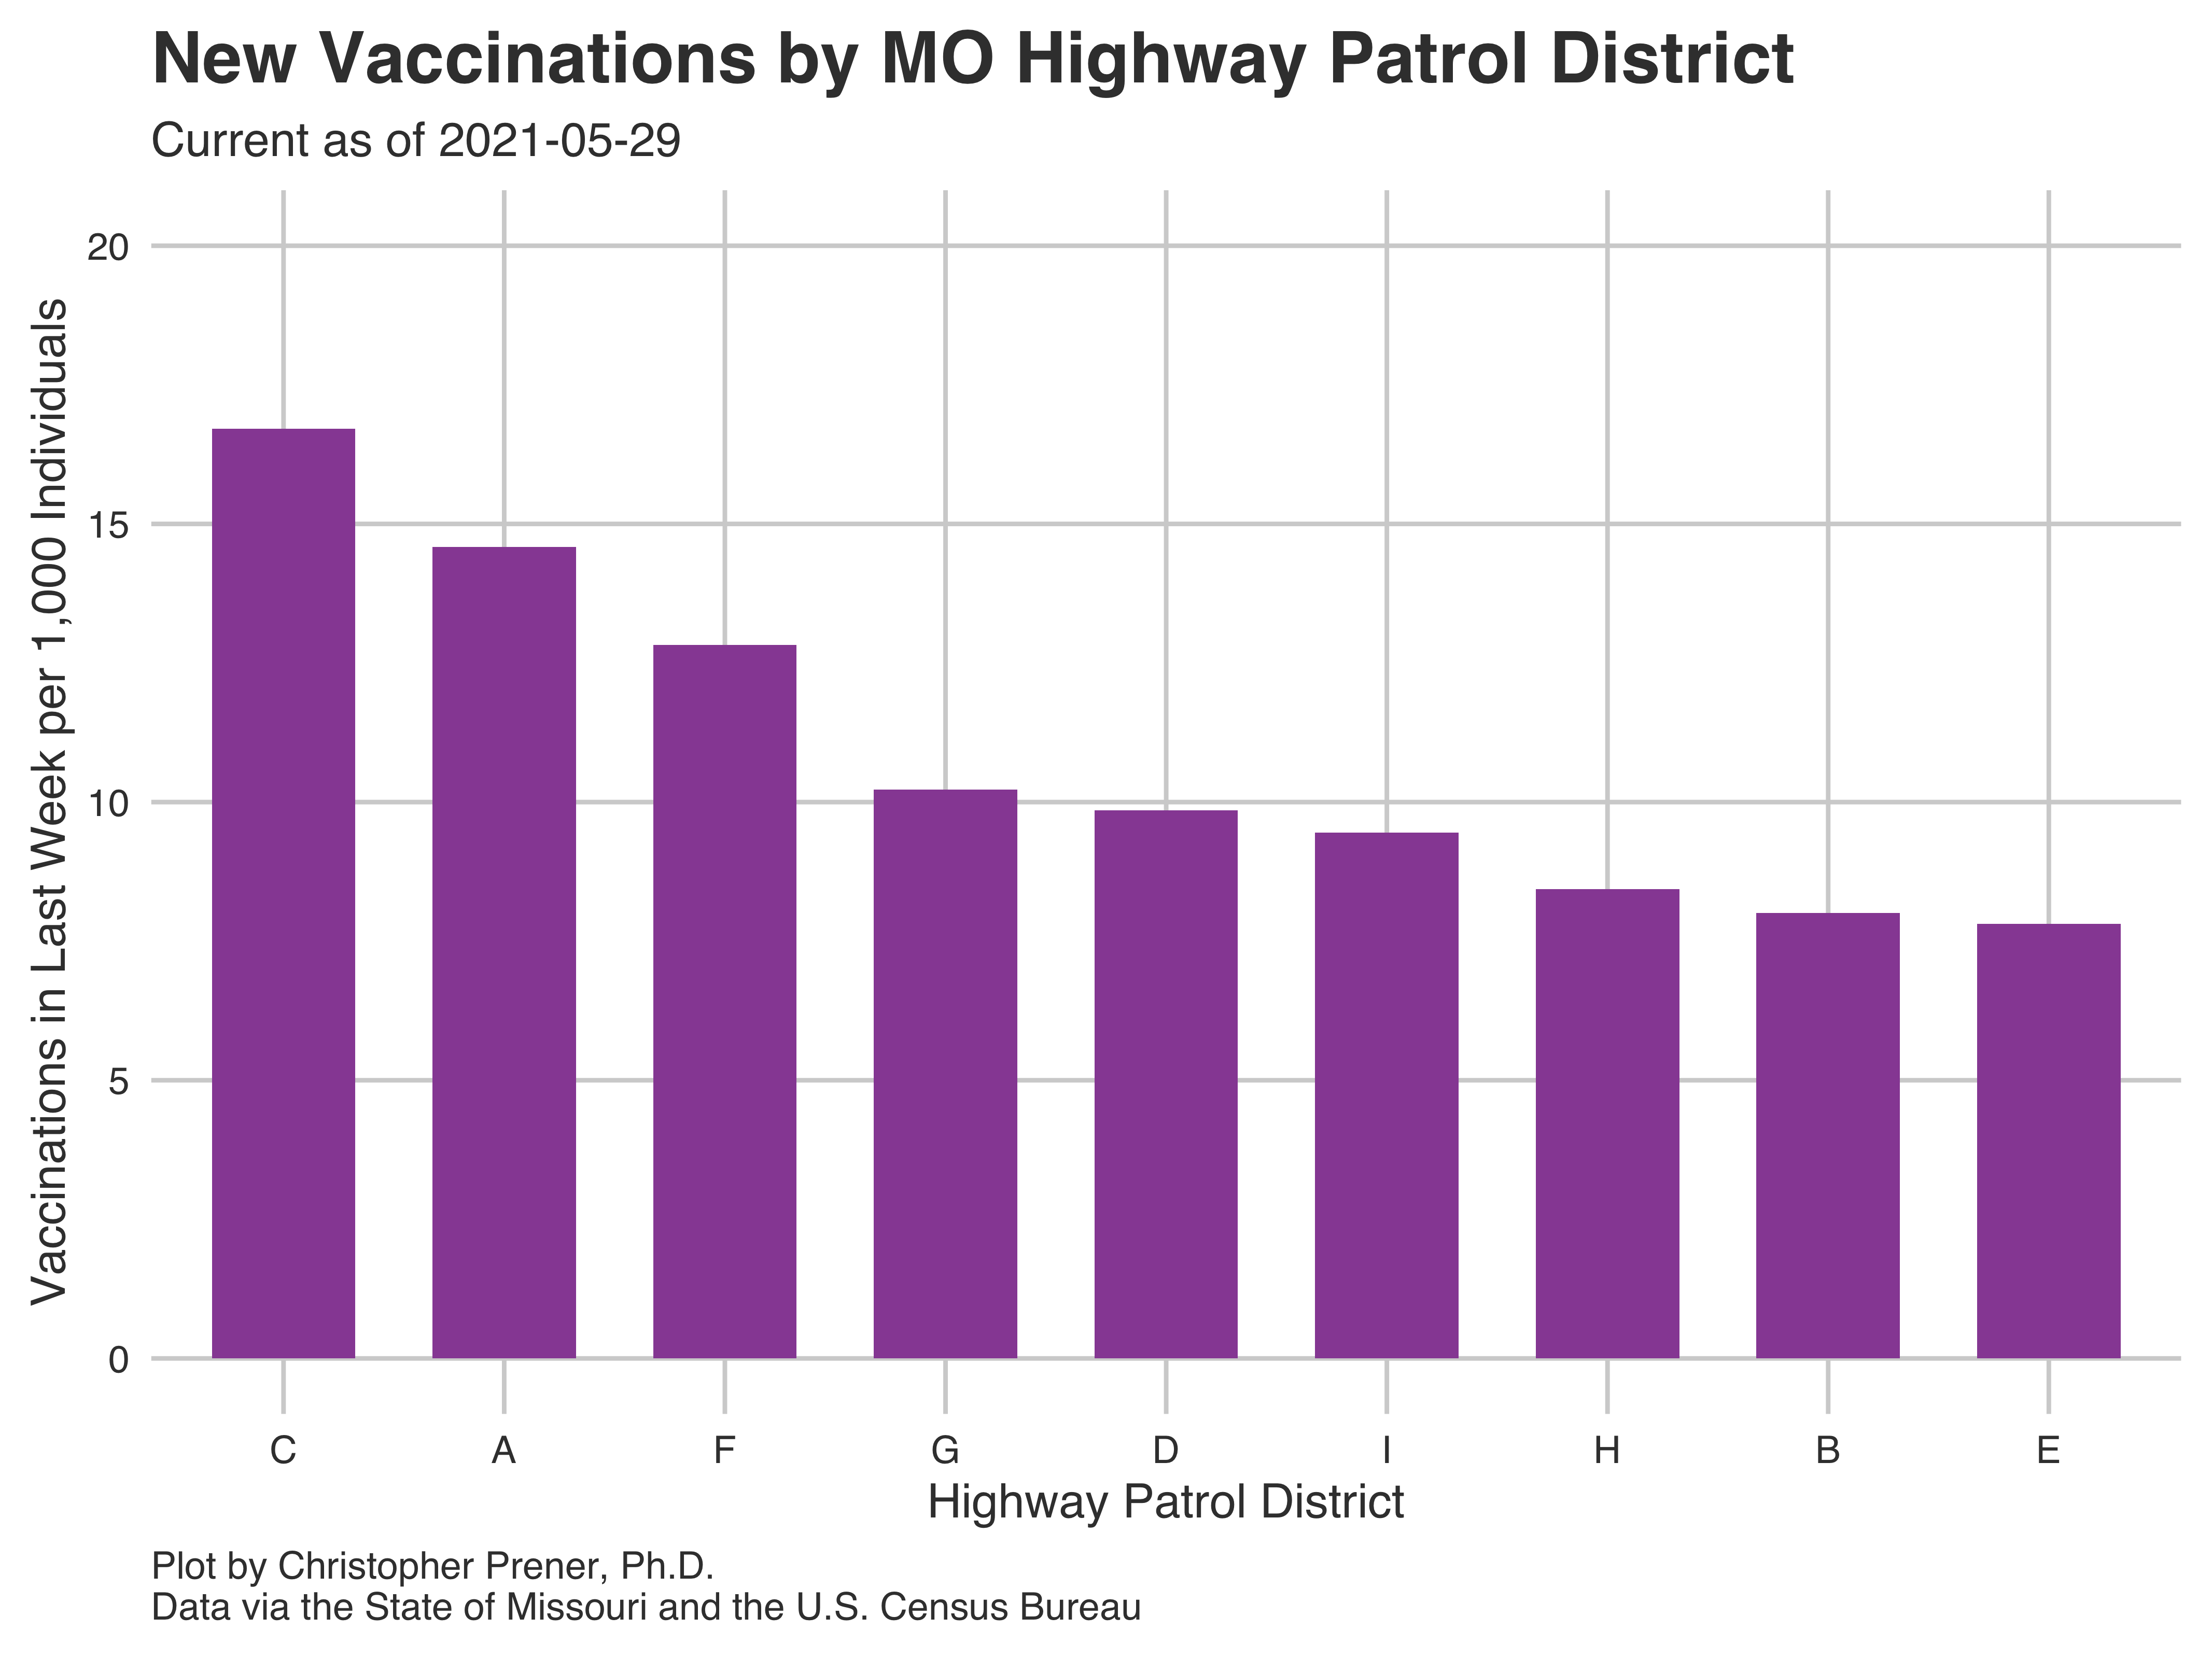 New Vaccinations by MO Highway Patrol District
Current as of 2021-05-29
Vaccinations in Last Week per 1,000 Individuals
20
15
10
5
0
C A F G D I H B E
Highway Patrol District
Plot by Christopher Prener, Ph.D.
Data via the State of Missouri and the U.S. Census Bureau